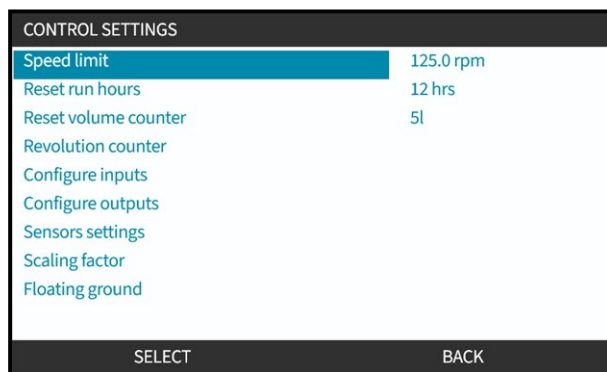 CONTROL SETTINGS
Speed limit 125.0 rpm
Reset run hours 12 hrs
Reset volume counter 5l
Revolution counter
Configure inputs
Configure outputs
Sensors settings
Scaling factor
Floating ground
SELECT BACK